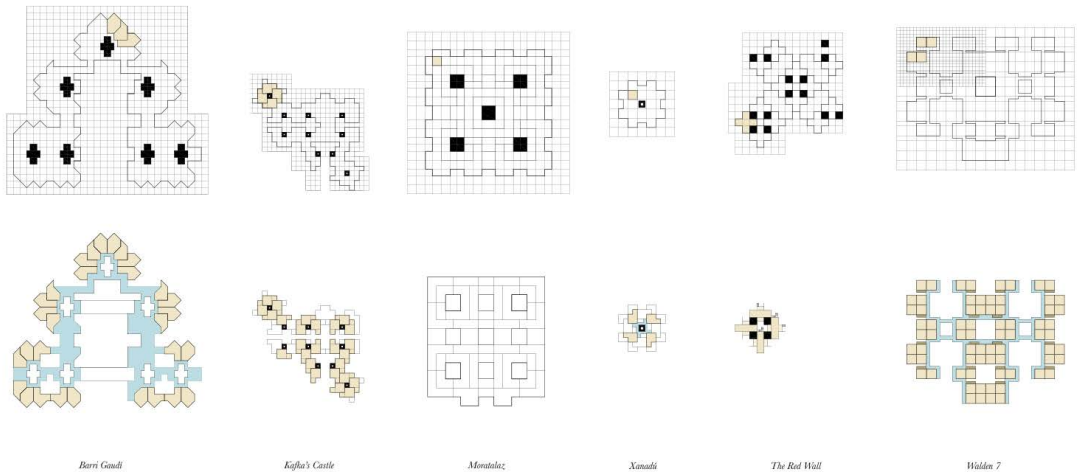 Barri Gaudí
Kafka's Castle
Moratalaz
Xanadú
The Red Wall
Walden 7